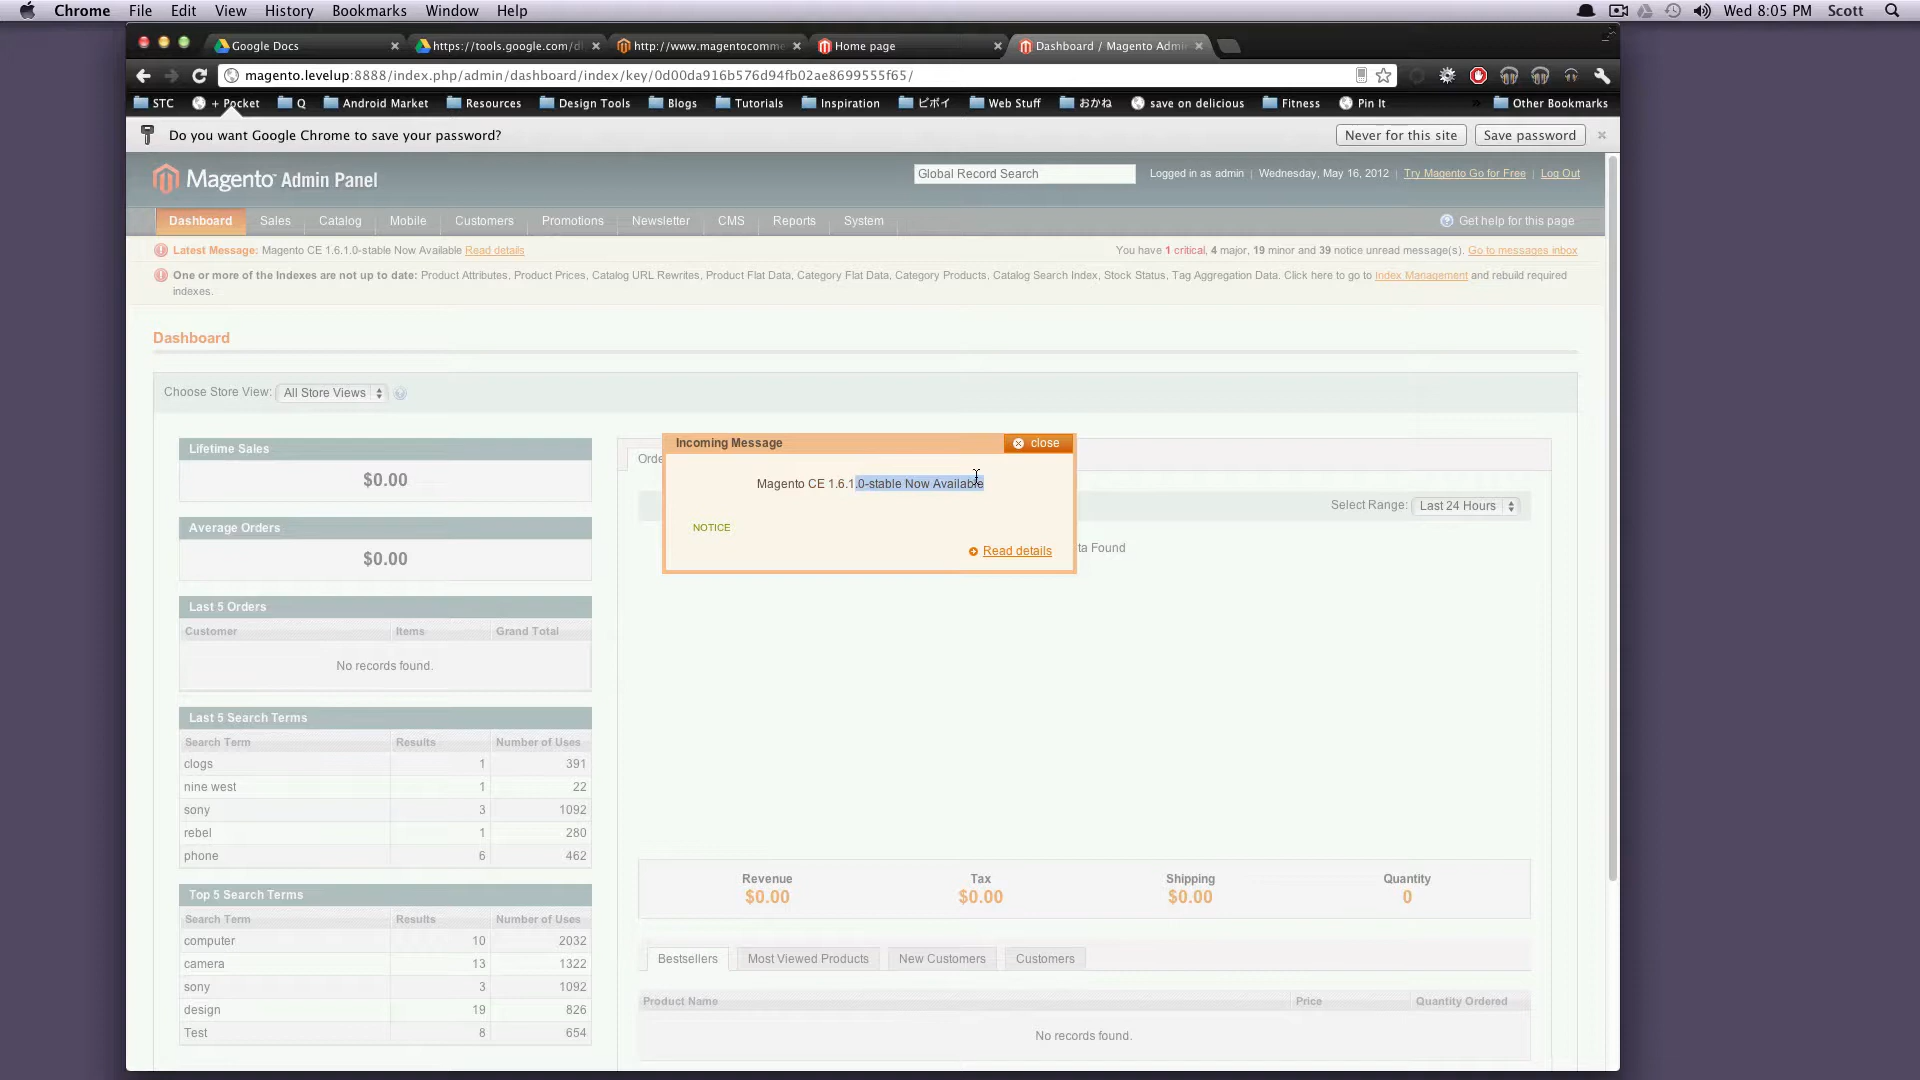 Chrome File Edit View History Bookmarks Window Help Wed 8:05 PM Scott
Google Docs https://tools.google.com/dl http://www.magentocomme Home page Dashboard / Magento Admin
magento.levelup:8888/index.php/admin/dashboard/index/key/0d00da916b576d94fb02ae8699555f65/
STC + Pocket Q Android Market Resources Design Tools Blogs Tutorials Inspiration ビボイ Web Stuff おかね save on delicious Fitness Pin It » Other Bookmarks
Do you want Google Chrome to save your password? Never for this site Save password
Magento Admin Panel Global Record Search Logged in as admin | Wednesday, May 16, 2012 | Try Magento Go for Free | Log Out
Dashboard Sales Catalog Mobile Customers Promotions Newsletter CMS Reports System Get help for this page
Latest Message: Magento CE 1.6.1.0-stable Now Available Read details You have 1 critical, 4 major, 19 minor and 39 notice unread message(s). Go to messages inbox
One or more of the Indexes are not up to date: Product Attributes, Product Prices, Catalog URL Rewrites, Product Flat Data, Category Flat Data, Category Products, Catalog Search Index, Stock Status, Tag Aggregation Data. Click here to go to Index Management and rebuild required
indexes.
Dashboard
Choose Store View: All Store Views
Lifetime Sales
$0.00
Average Orders
$0.00
Last 5 Orders
Customer Items Grand Total
No records found.
Last 5 Search Terms
Search Term Results Number of Uses
clogs 1 391
nine west 1 22
sony 3 1092
rebel 1 280
phone 6 462
Top 5 Search Terms
Search Term Results Number of Uses
computer 10 2032
camera 13 1322
sony 3 1092
design 19 826
Test 8 654
Orde
Incoming Message close
Magento CE 1.6.1.0-stable Now Available
NOTICE
Read details
Select Range: Last 24 Hours
ta Found
Revenue Tax Shipping Quantity
$0.00 $0.00 $0.00 0
Bestsellers Most Viewed Products New Customers Customers
Product Name Price Quantity Ordered
No records found.